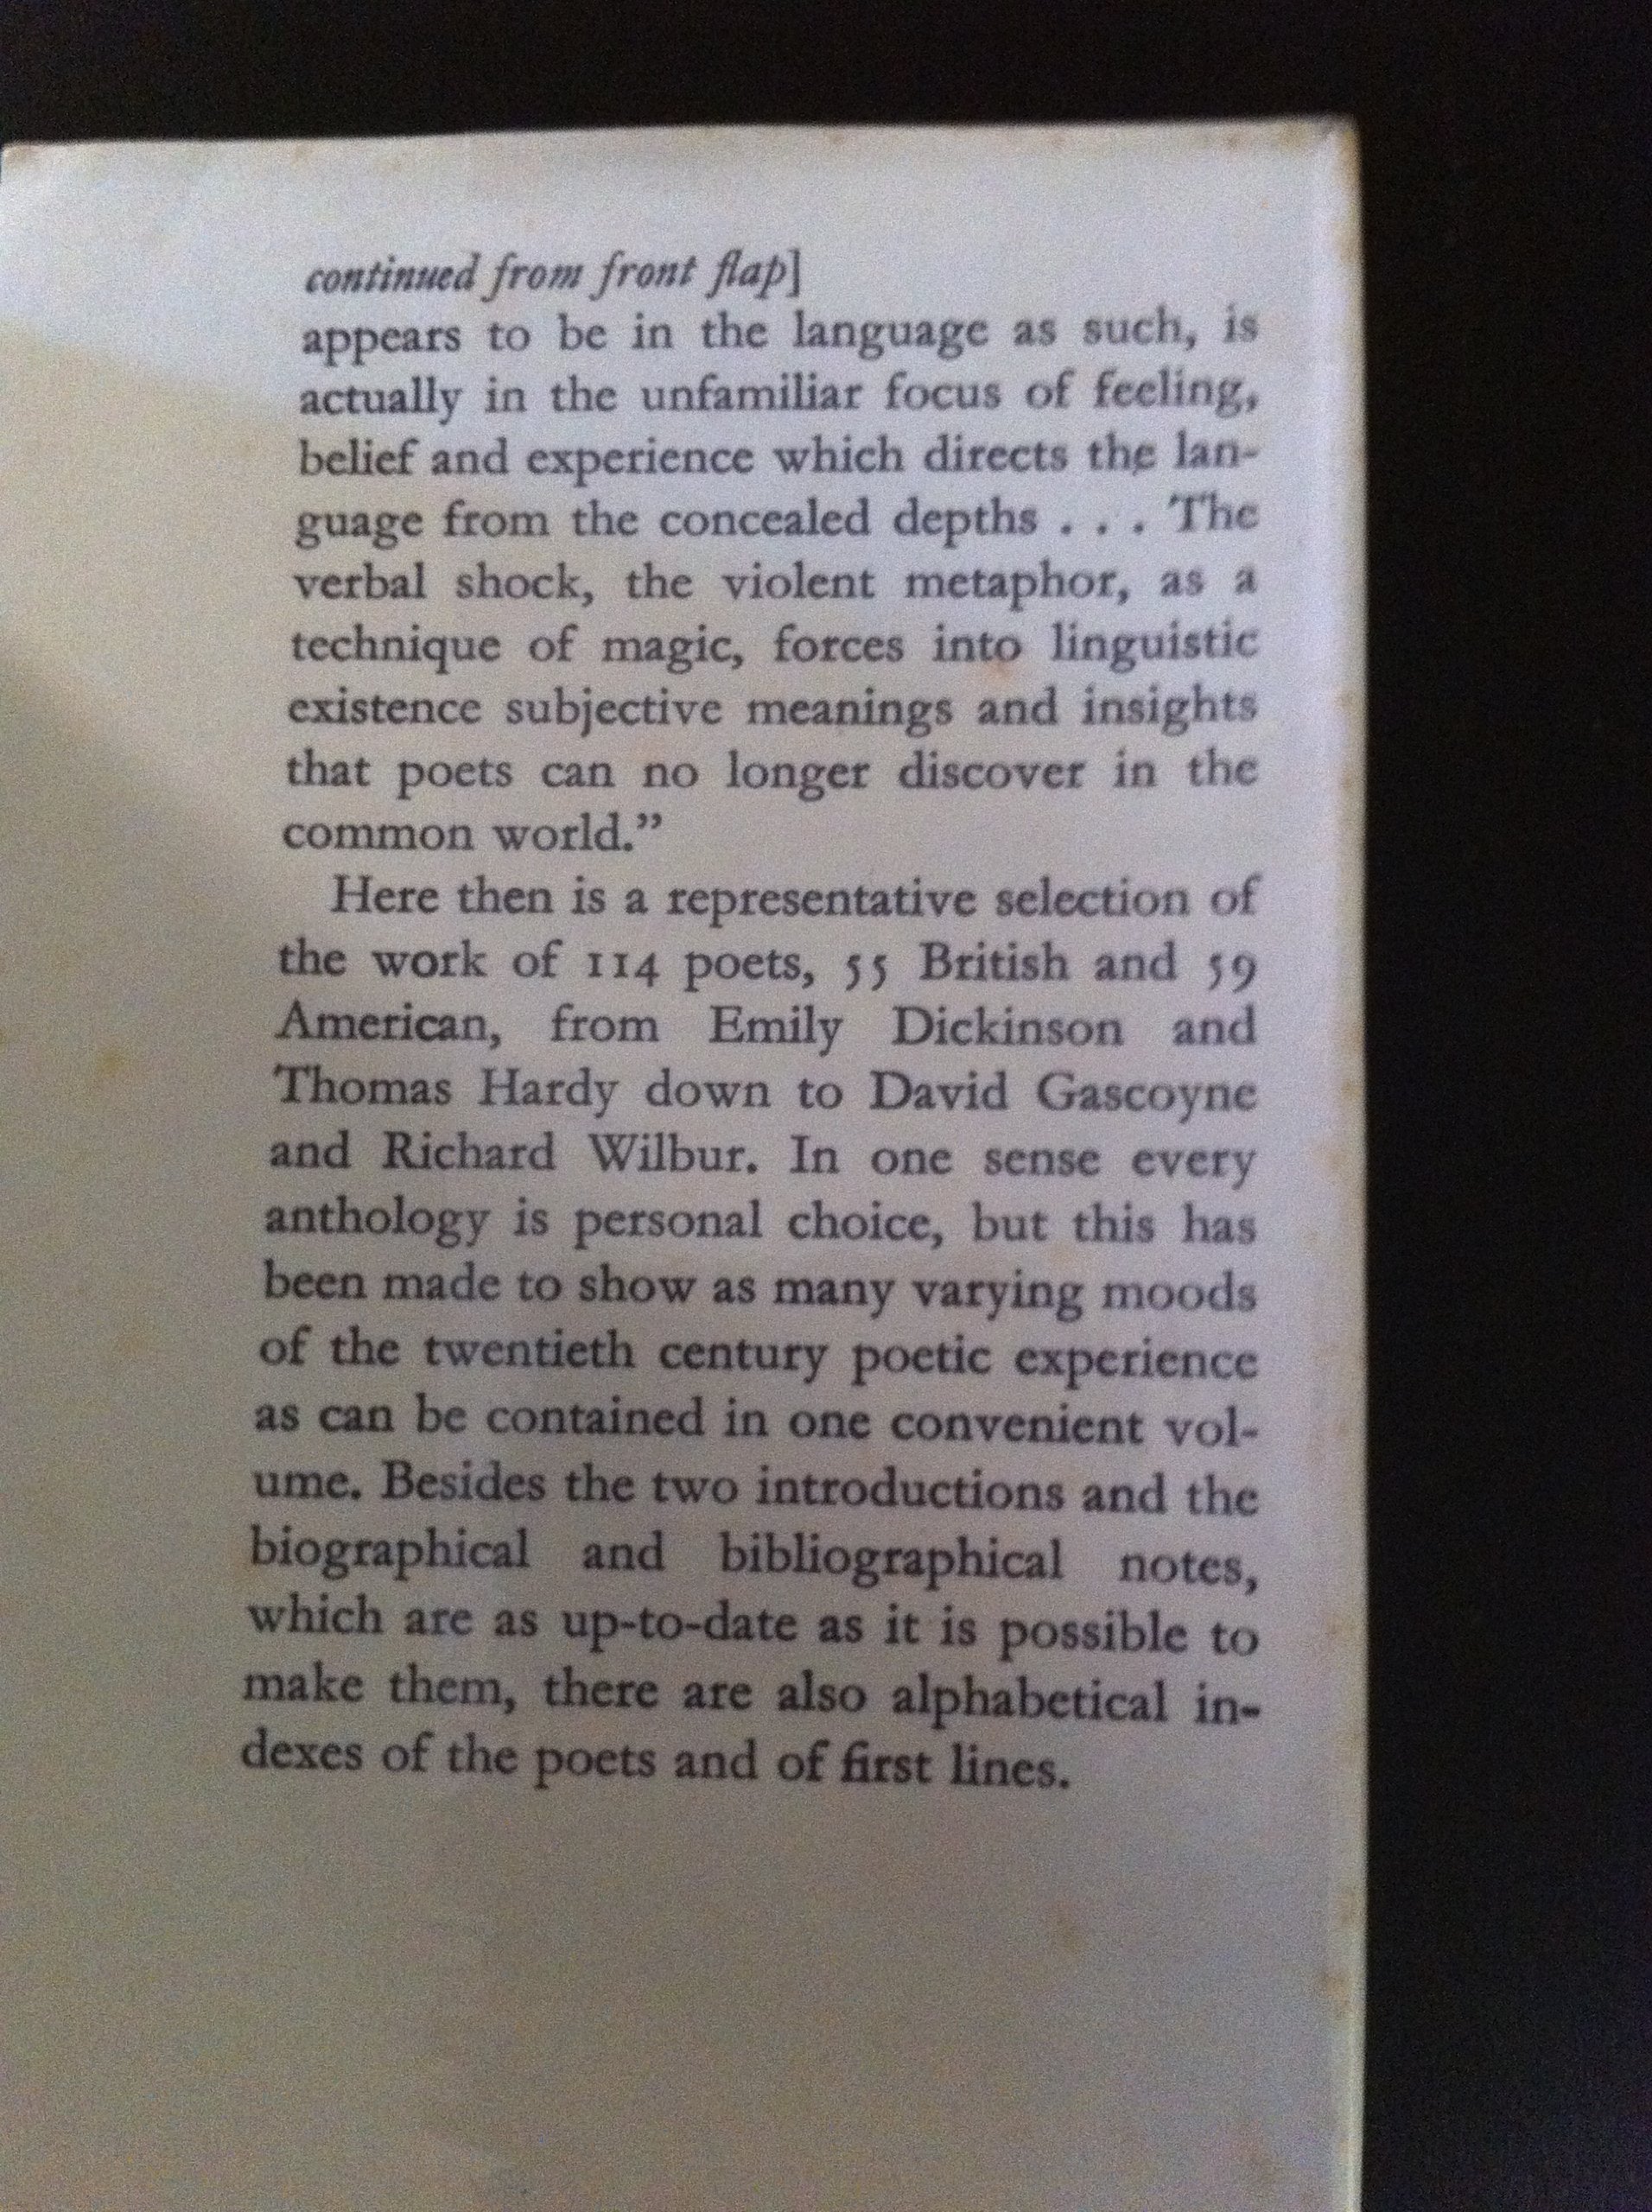 continued from front flap]
appears to be in the language as such, is
actually in the unfamiliar focus of feeling,
belief and experience which directs the lan-
guage from the concealed depths . . . The
verbal shock, the violent metaphor, as a
technique of magic, forces into linguistic
existence subjective meanings and insights
that poets can no longer discover in the
common world.”
Here then is a representative selection of
the work of 114 poets, 55 British and 59
American, from Emily Dickinson and
Thomas Hardy down to David Gascoyne
and Richard Wilbur. In one sense every
anthology is personal choice, but this has
been made to show as many varying moods
of the twentieth century poetic experience
as can be contained in one convenient vol-
ume. Besides the two introductions and the
biographical and bibliographical notes,
which are as up-to-date as it is possible to
make them, there are also alphabetical in-
dexes of the poets and of first lines.